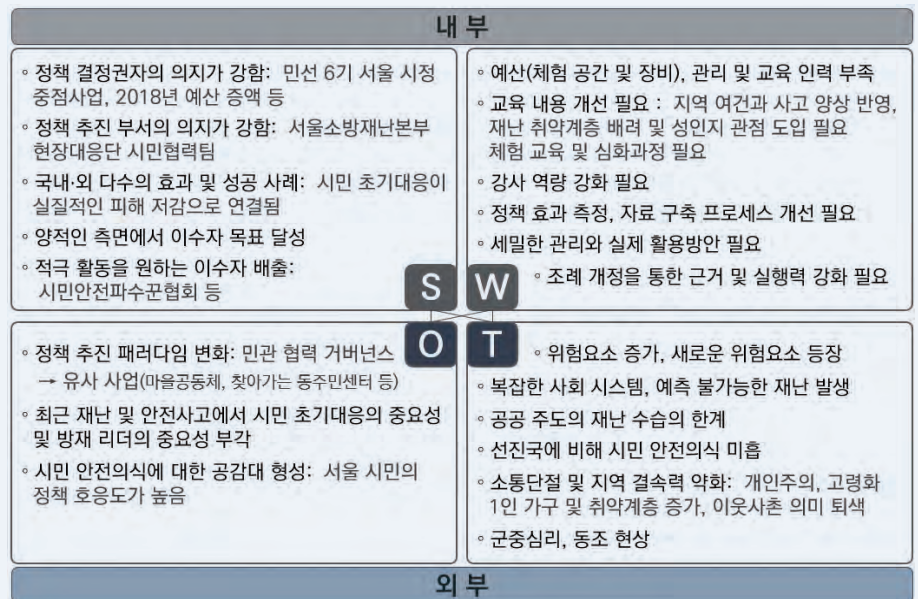 내 부
◦ 정책 결정권자의 의지가 강함: 민선 6기 서울 시정
중점사업, 2018년 예산 증액 등
◦ 정책 추진 부서의 의지가 강함: 서울소방재난본부
현장대응단 시민협력팀
◦ 국내·외 다수의 효과 및 성공 사례: 시민 초기대응이
실질적인 피해 저감으로 연결됨
◦ 양적인 측면에서 이수자 목표 달성
◦ 적극 활동을 원하는 이수자 배출:
시민안전파수꾼협회 등
S
◦ 예산(체험 공간 및 장비), 관리 및 교육 인력 부족
◦ 교육 내용 개선 필요 : 지역 여건과 사고 양상 반영,
재난 취약계층 배려 및 성인지 관점 도입 필요
체험 교육 및 심화과정 필요
◦ 강사 역량 강화 필요
◦ 정책 효과 측정, 자료 구축 프로세스 개선 필요
◦ 세밀한 관리와 실제 활용방안 필요
◦ 조례 개정을 통한 근거 및 실행력 강화 필요
W
O
◦ 정책 추진 패러다임 변화: 민관 협력 거버넌스
→ 유사 사업(마을공동체, 찾아가는 동주민센터 등)
◦ 최근 재난 및 안전사고에서 시민 초기대응의 중요성
및 방재 리더의 중요성 부각
◦ 시민 안전의식에 대한 공감대 형성: 서울 시민의
정책 호응도가 높음
T
◦ 위험요소 증가, 새로운 위험요소 등장
◦ 복잡한 사회 시스템, 예측 불가능한 재난 발생
◦ 공공 주도의 재난 수습의 한계
◦ 선진국에 비해 시민 안전의식 미흡
◦ 소통단절 및 지역 결속력 약화: 개인주의, 고령화
1인 가구 및 취약계층 증가, 이웃사촌 의미 퇴색
◦ 군중심리, 동조 현상
외 부